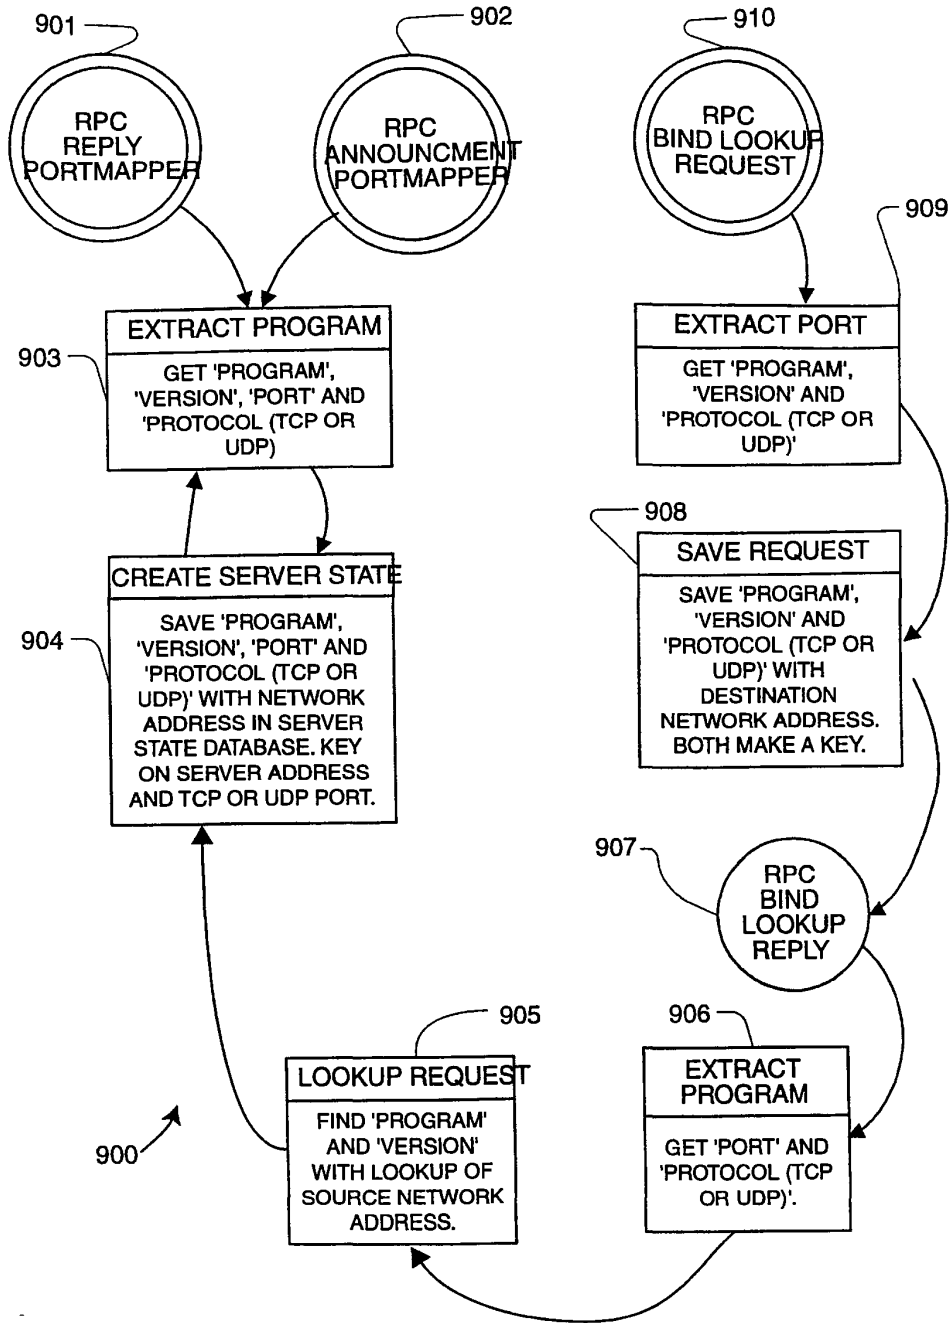 901
902
910
RPC
REPLY
PORTMAPPER
RPC
ANNOUNCMENT
PORTMAPPER
RPC
BIND LOOKUP
REQUEST
909
903
EXTRACT PROGRAM
GET 'PROGRAM',
'VERSION', 'PORT' AND
'PROTOCOL (TCP OR
UDP)
EXTRACT PORT
GET 'PROGRAM',
'VERSION' AND
'PROTOCOL (TCP OR
UDP)'
908
904
CREATE SERVER STATE
SAVE 'PROGRAM',
'VERSION', 'PORT' AND
'PROTOCOL (TCP OR
UDP)' WITH NETWORK
ADDRESS IN SERVER
STATE DATABASE. KEY
ON SERVER ADDRESS
AND TCP OR UDP PORT.
SAVE REQUEST
SAVE 'PROGRAM',
'VERSION' AND
'PROTOCOL (TCP OR
UDP)' WITH
DESTINATION
NETWORK ADDRESS.
BOTH MAKE A KEY.
907
RPC
BIND
LOOKUP
REPLY
905
906
LOOKUP REQUEST
FIND 'PROGRAM'
AND 'VERSION'
WITH LOOKUP OF
SOURCE NETWORK
ADDRESS.
EXTRACT
PROGRAM
GET 'PORT' AND
'PROTOCOL (TCP
OR UDP)'.
900